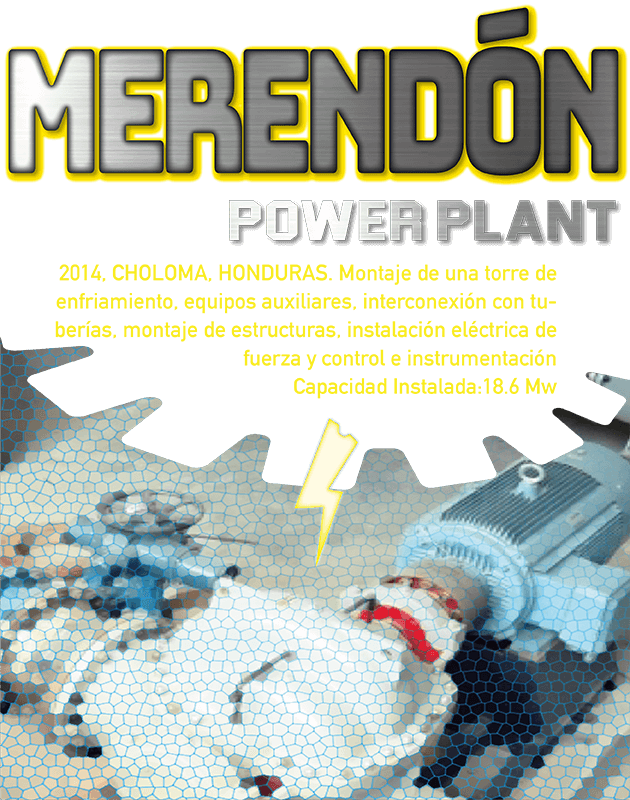 MERENDÓN
POWER PLANT
2014, CHOLOMA, HONDURAS. Montaje de una torre de
enfriamiento, equipos auxiliares, interconexión con tu-
berías, montaje de estructuras, instalación eléctrica de
fuerza y control e instrumentación
Capacidad Instalada:18.6 Mw